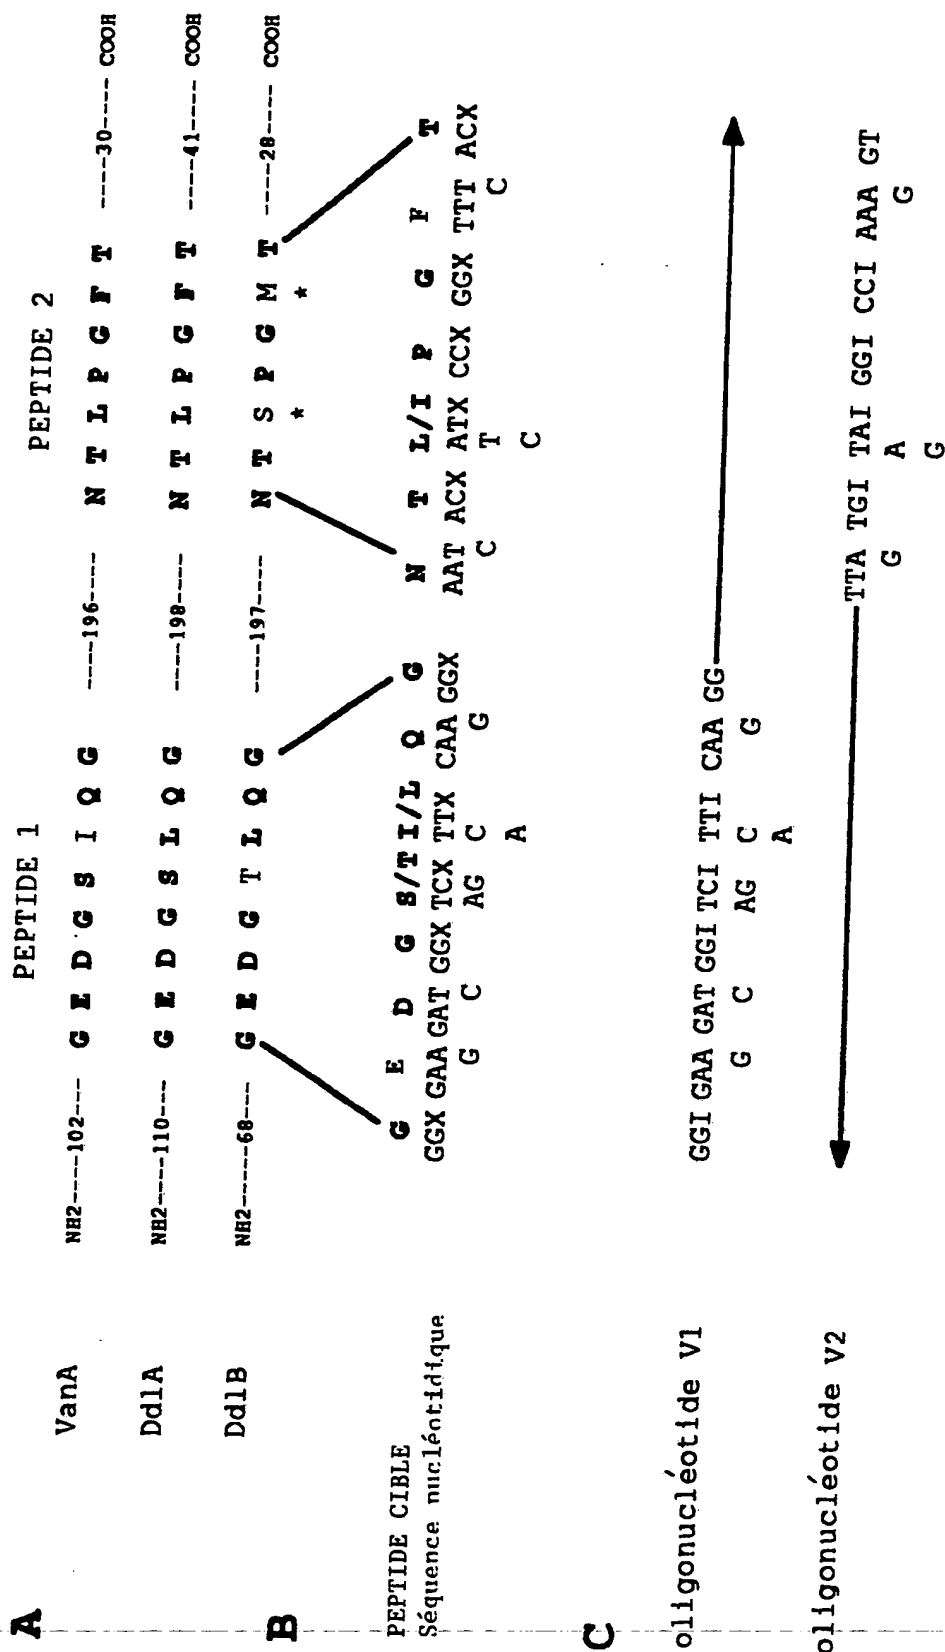 A
PEPTIDE 1 PEPTIDE 2
VanA NH2-----102--- G E D G S I Q G -----196----- N T L P G F T -----30----- COOH
DdlA NH2-----110--- G E D G S L Q G -----198----- N T L P G F T -----41----- COOH
DdlB NH2------68--- G E D G T L Q G -----197----- N T S P G M T -----28----- COOH
* *
B
PEPTIDE CIBLE G E D G S/T I/L Q G N T L/I P G F T
Séquence nucléotidique GGX GAA GAT GGX TCX TTX CAA GGX AAT ACX ATX CCX GGX TTT ACX
G C AG C G C T C
A C
C
oligonucléotide V1 GGI GAA GAT GGI TCI TTI CAA GG
G C AG C G
A
oligonucléotide V2 TTA TGI TAI GGI CCI AAA GT
G A G
G